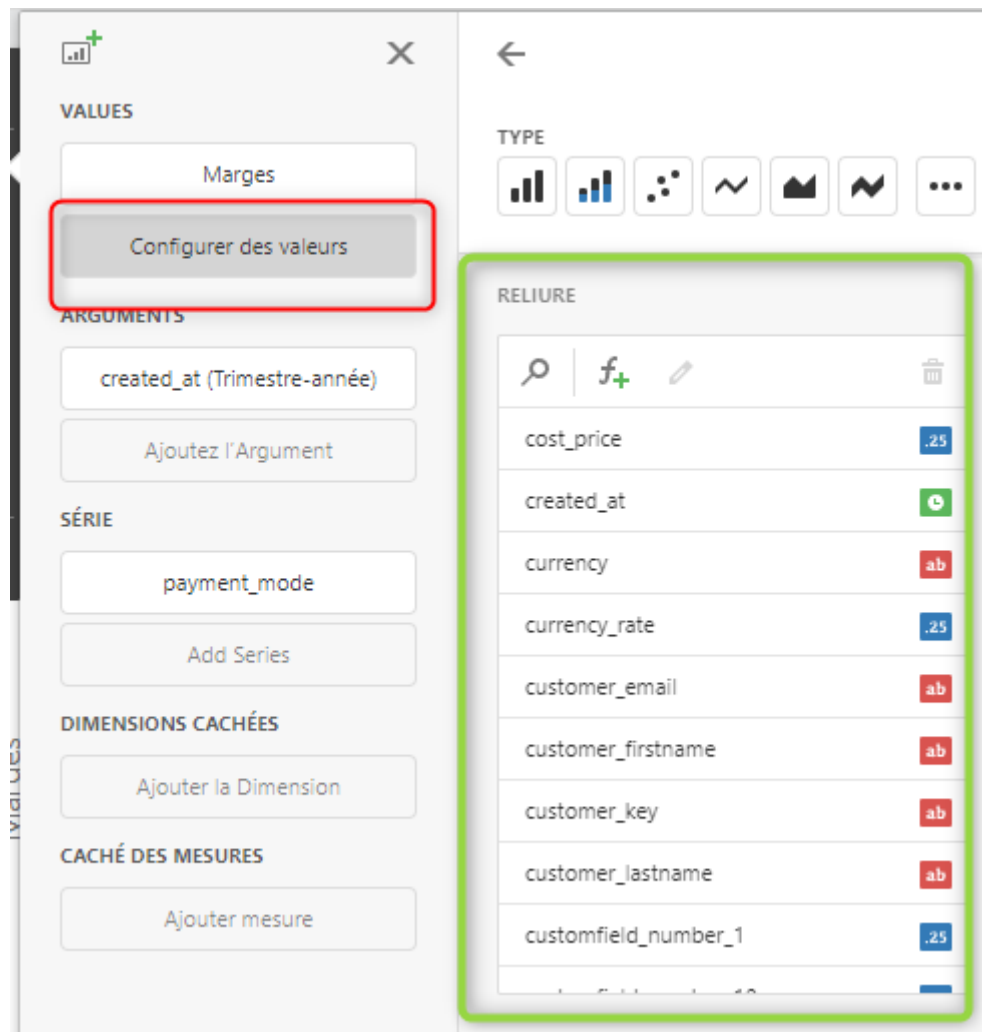 VALUES
Marges
Configurer des valeurs
ARGUMENTS
created_at (Trimestre-année)
Ajoutez l'Argument
SÉRIE
payment_mode
Add Series
DIMENSIONS CACHÉES
Ajouter la Dimension
CACHÉ DES MESURES
Ajouter mesure
TYPE
RELIURE
cost_price .25
created_at
currency ab
currency_rate .25
customer_email ab
customer_firstname ab
customer_key ab
customer_lastname ab
customfield_number_1 .25